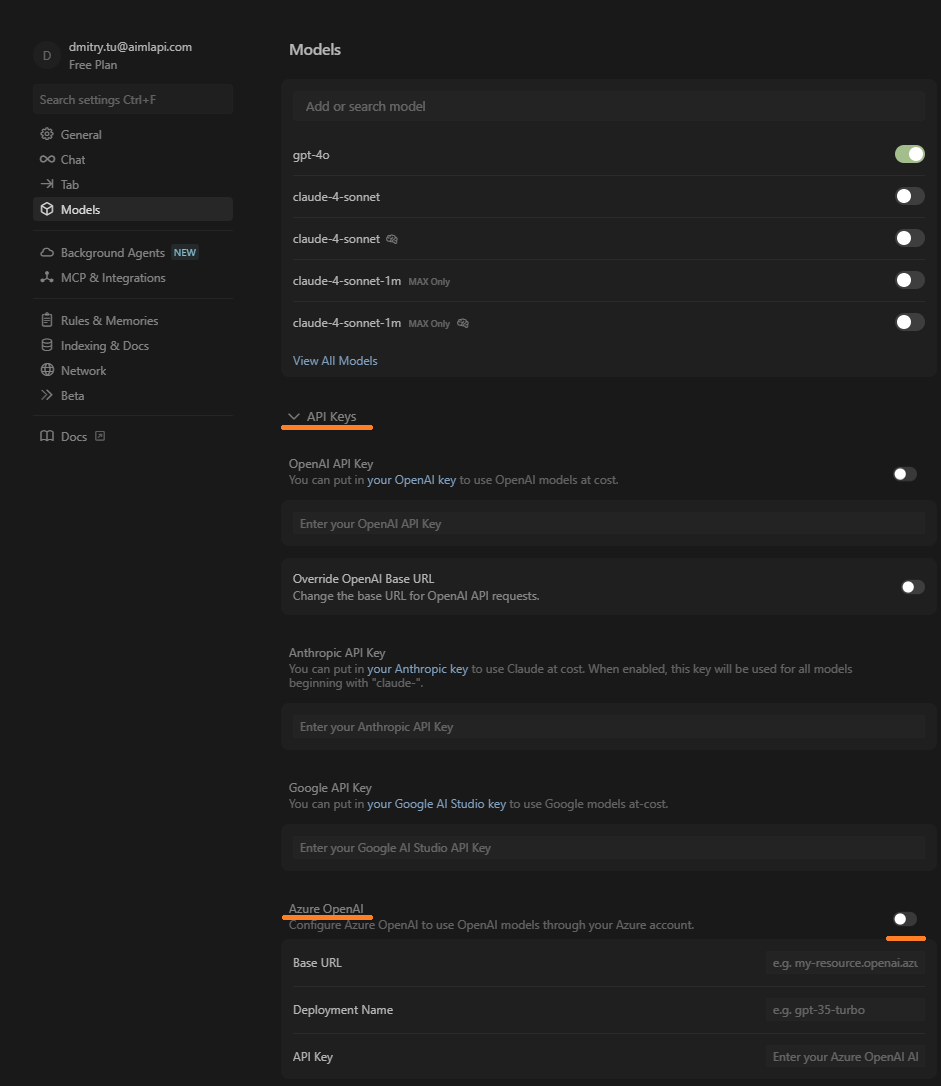 D
dmitry.tu@aimlapi.com
Free Plan
Search settings Ctrl+F
General
Chat
Tab
Models
Background Agents NEW
MCP & Integrations
Rules & Memories
Indexing & Docs
Network
Beta
Docs
Models
Add or search model
gpt-4o
claude-4-sonnet
claude-4-sonnet
claude-4-sonnet-1m MAX Only
claude-4-sonnet-1m MAX Only
View All Models
API Keys
OpenAI API Key
You can put in your OpenAI key to use OpenAI models at cost.
Enter your OpenAI API Key
Override OpenAI Base URL
Change the base URL for OpenAI API requests.
Anthropic API Key
You can put in your Anthropic key to use Claude at cost. When enabled, this key will be used for all models
beginning with "claude-".
Enter your Anthropic API Key
Google API Key
You can put in your Google AI Studio key to use Google models at-cost.
Enter your Google AI Studio API Key
Azure OpenAI
Configure Azure OpenAI to use OpenAI models through your Azure account.
Base URL
e.g. my-resource.openai.azu
Deployment Name
e.g. gpt-35-turbo
API Key
Enter your Azure OpenAI AI